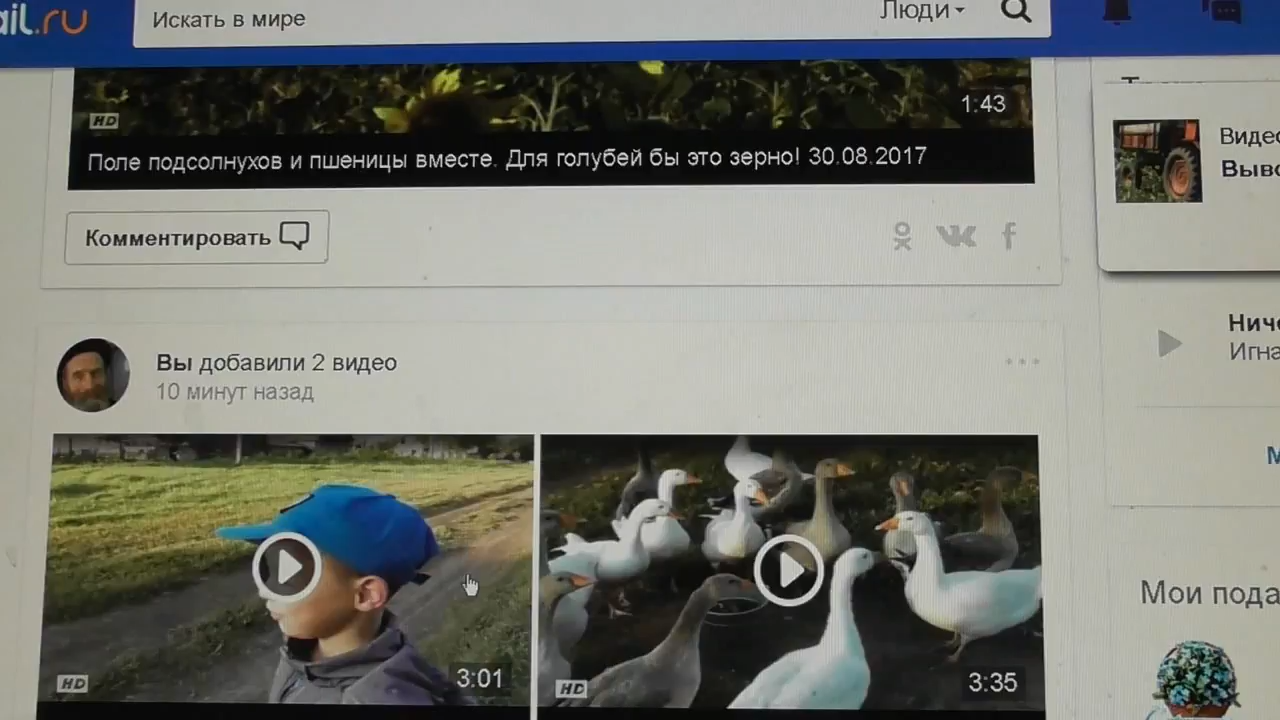 ail.ru
Искать в мире
Люди
HD
1:43
Поле подсолнухов и пшеницы вместе. Для голубей бы это зерно! 30.08.2017
Комментировать
Вы добавили 2 видео
10 минут назад
HD
3:01
HD
3:35
Видео
Выво
Ниче
Игна
М
Мои пода